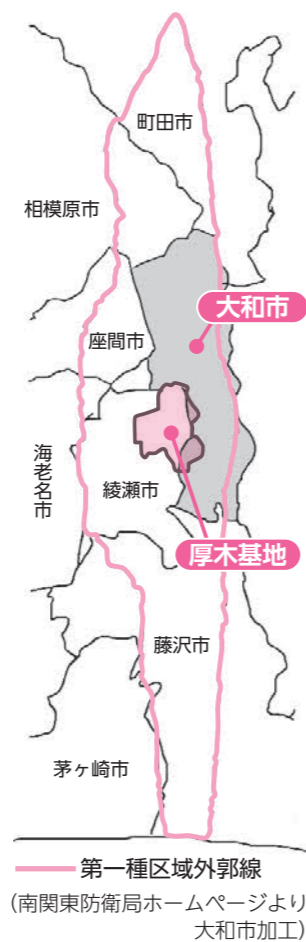 町田市
相模原市
大和市
座間市
海老名市
綾瀬市
厚木基地
藤沢市
茅ヶ崎市
第一種区域外郭線
(南関東防衛局ホームページより
大和市加工)